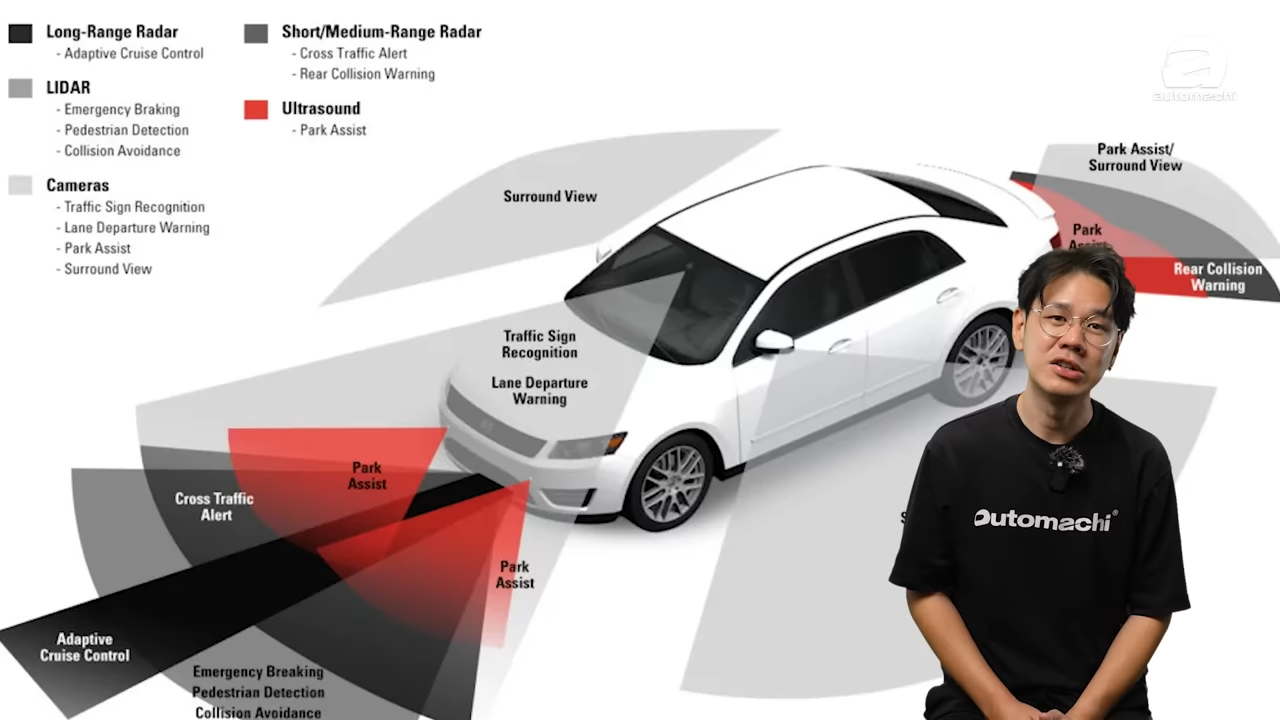 Long-Range Radar
- Adaptive Cruise Control
LIDAR
- Emergency Braking
- Pedestrian Detection
- Collision Avoidance
Cameras
- Traffic Sign Recognition
- Lane Departure Warning
- Park Assist
- Surround View
Short/Medium-Range Radar
- Cross Traffic Alert
- Rear Collision Warning
Ultrasound
- Park Assist
automachi
Surround View
Park Assist/
Surround View
Park
Assist
Rear Collision
Warning
Traffic Sign
Recognition
Lane Departure
Warning
Park
Assist
Cross Traffic
Alert
Park
Assist
Adaptive
Cruise Control
Emergency Breaking
Pedestrian Detection
Collision Avoidance
Automachi®